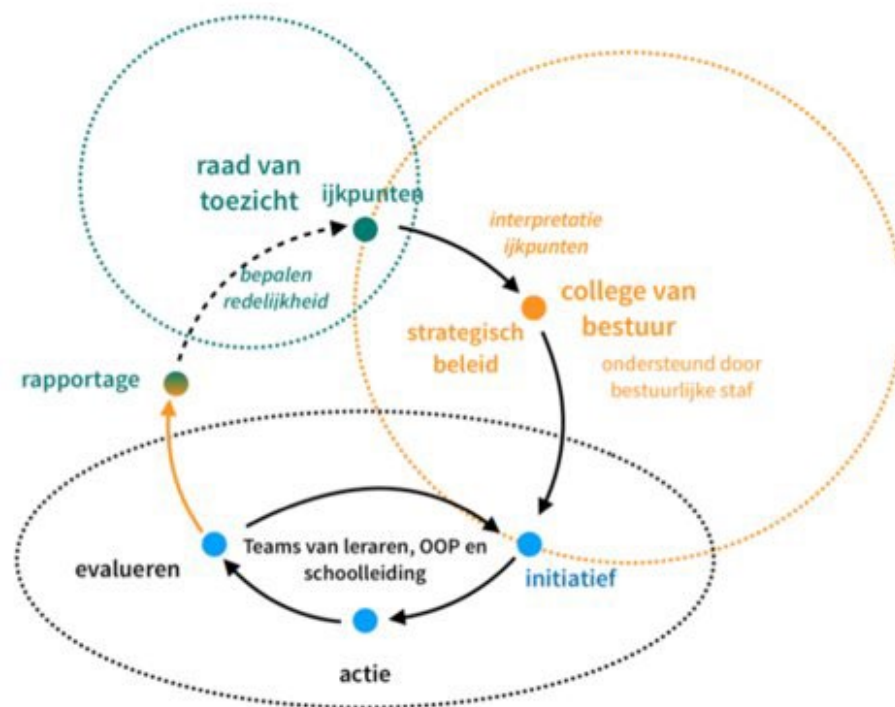 raad van
toezicht
ijkpunten
interpretatie
ijkpunten
bepalen
redelijkheid
college van
bestuur
strategisch
beleid
ondersteund door
bestuurlijke staf
rapportage
Teams van leraren, OOP en
schoolleiding
evalueren
initiatief
actie